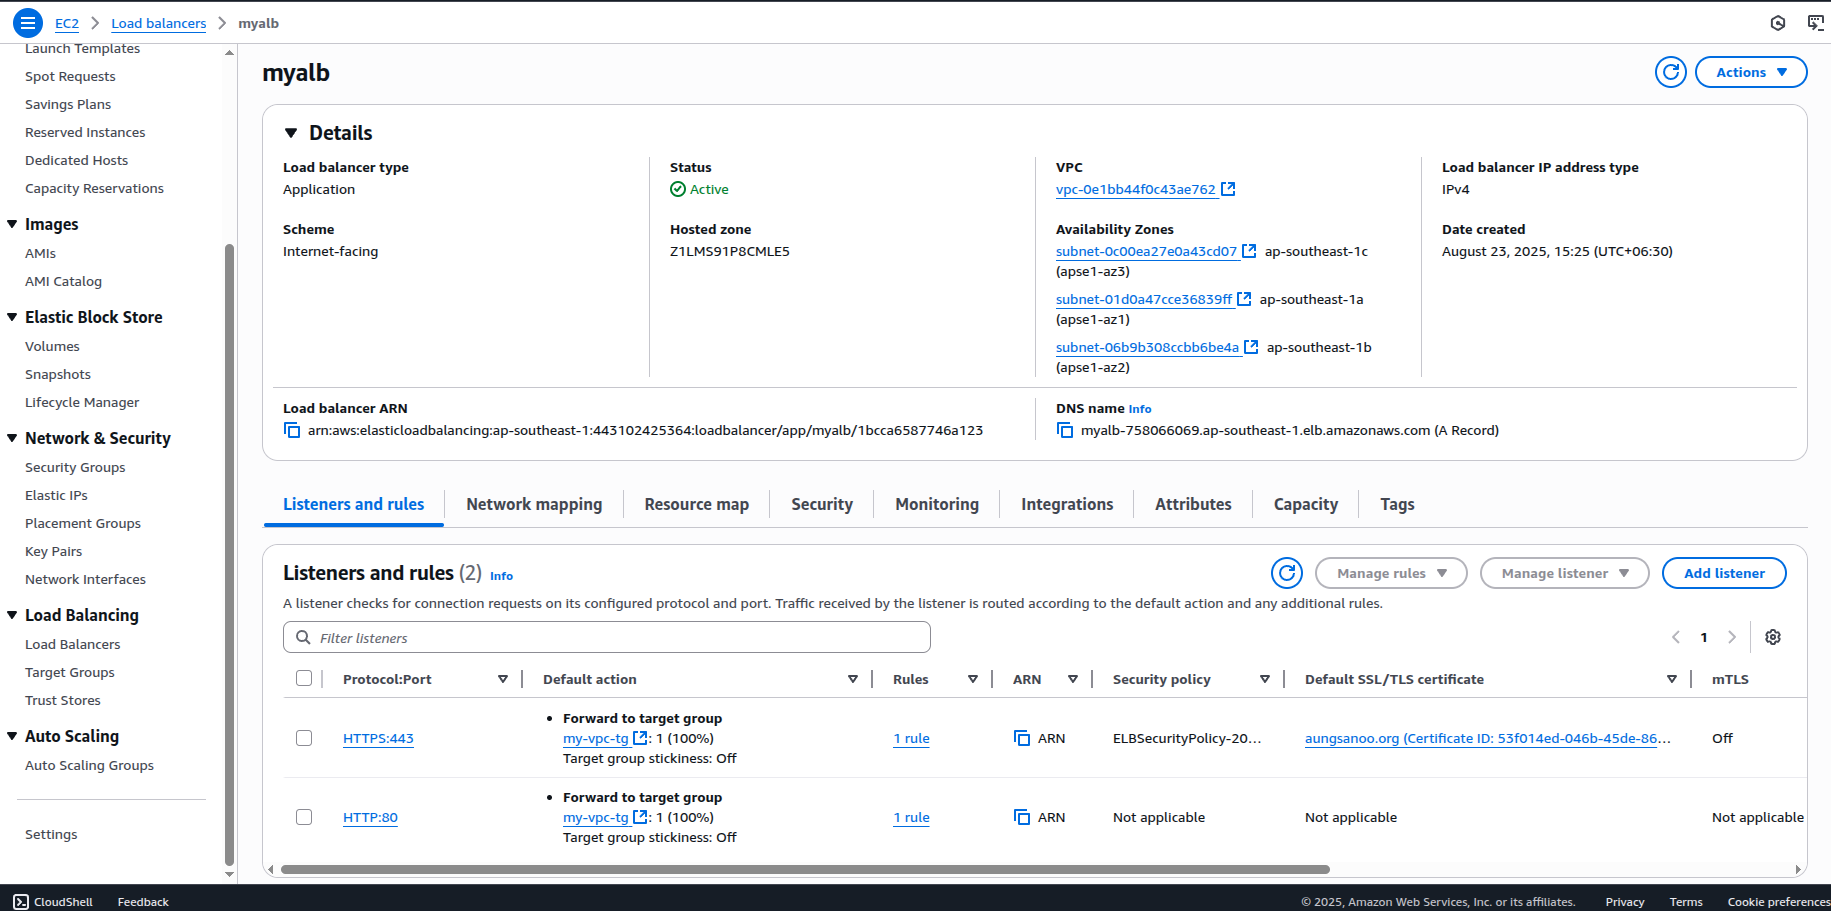 EC2 > Load balancers > myalb
Launch Templates
Spot Requests
Savings Plans
Reserved Instances
Dedicated Hosts
Capacity Reservations
Images
AMIs
AMI Catalog
Elastic Block Store
Volumes
Snapshots
Lifecycle Manager
Network & Security
Security Groups
Elastic IPs
Placement Groups
Key Pairs
Network Interfaces
Load Balancing
Load Balancers
Target Groups
Trust Stores
Auto Scaling
Auto Scaling Groups
Settings
myalb
Actions
Details
Load balancer type
Application
Scheme
Internet-facing
Status
Active
Hosted zone
Z1LMS91P8CMLE5
VPC
vpc-0e1bb44f0c43ae762
Availability Zones
subnet-0c00ea27e0a43cd07 ap-southeast-1c
(apse1-az3)
subnet-01d0a47cce36839ff ap-southeast-1a
(apse1-az1)
subnet-06b9b308ccbb6be4a ap-southeast-1b
(apse1-az2)
Load balancer IP address type
IPv4
Date created
August 23, 2025, 15:25 (UTC+06:30)
Load balancer ARN
arn:aws:elasticloadbalancing:ap-southeast-1:443102425364:loadbalancer/app/myalb/1bcca6587746a123
DNS name Info
myalb-758066069.ap-southeast-1.elb.amazonaws.com (A Record)
Listeners and rules Network mapping Resource map Security Monitoring Integrations Attributes Capacity Tags
Listeners and rules (2) Info
Manage rules Manage listener Add listener
A listener checks for connection requests on its configured protocol and port. Traffic received by the listener is routed according to the default action and any additional rules.
Filter listeners
1
Protocol:Port Default action Rules ARN Security policy Default SSL/TLS certificate mTLS
Forward to target group
HTTPS:443 my-vpc-tg : 1 (100%) 1 rule ARN ELBSecurityPolicy-20... aungsanoo.org (Certificate ID: 53f014ed-046b-45de-86... Off
Target group stickiness: Off
Forward to target group
HTTP:80 my-vpc-tg : 1 (100%) 1 rule ARN Not applicable Not applicable Not applicable
Target group stickiness: Off
CloudShell Feedback © 2025, Amazon Web Services, Inc. or its affiliates. Privacy Terms Cookie preferences